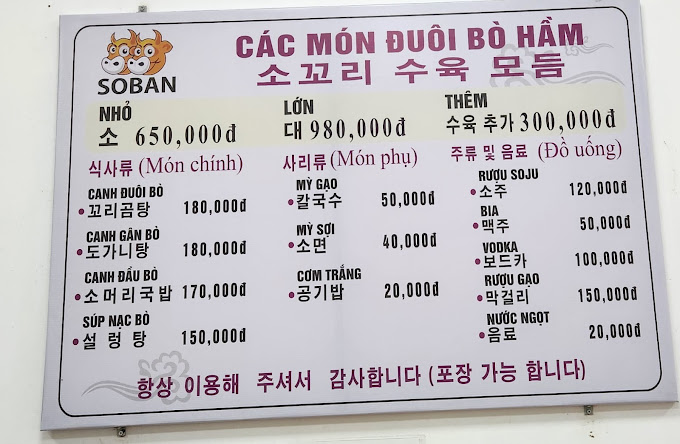 SOBAN
CÁC MÓN ĐUÔI BÒ HẦM
소꼬리 수육 모듬
NHỎ
소 650,000đ
LỚN
대 980,000đ
THÊM
수육 추가 300,000đ
식사류 (Món chính)
CANH ĐUÔI BÒ
•꼬리곰탕 180,000đ
CANH GÂN BÒ
•도가니탕 180,000đ
CANH ĐẦU BÒ
•소머리국밥 170,000đ
SÚP NẠC BÒ
•설렁탕 150,000đ
사리류 (Món phụ)
MỲ GẠO
•칼국수 50,000đ
MỲ SỢI
•소면 40,000đ
CƠM TRẮNG
•공기밥 20,000đ
주류 및 음료 (Đồ uống)
RƯỢU SOJU
•소주 120,000đ
BIA
•맥주 50,000đ
VODKA
•보드카 100,000đ
RƯỢU GẠO
•막걸리 150,000đ
NƯỚC NGỌT
•음료 20,000đ
항상 이용해 주셔서 감사합니다 (포장 가능 합니다)